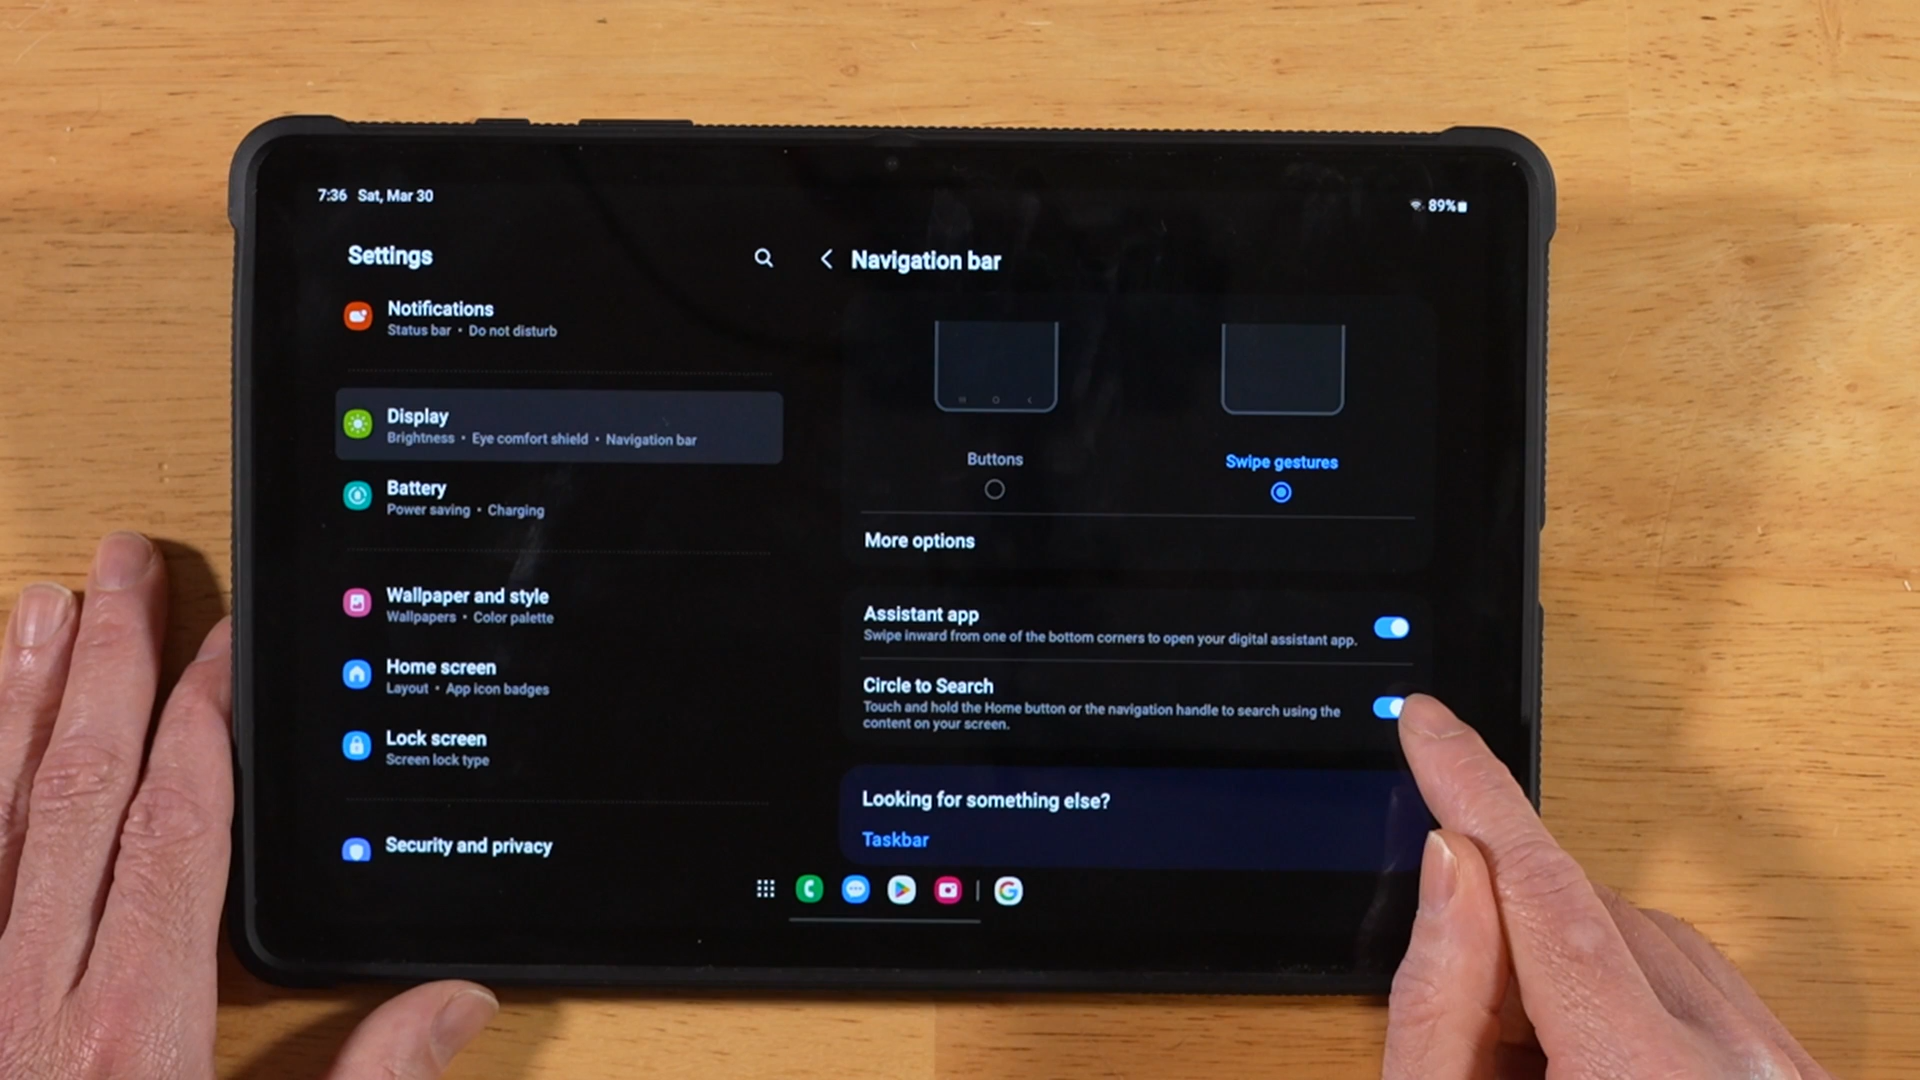 7:36 Sat, Mar 30
89%
Settings
Notifications
Status bar • Do not disturb
Display
Brightness • Eye comfort shield • Navigation bar
Battery
Power saving • Charging
Wallpaper and style
Wallpapers • Color palette
Home screen
Layout • App icon badges
Lock screen
Screen lock type
Security and privacy
Navigation bar
Buttons
Swipe gestures
More options
Assistant app
Swipe inward from one of the bottom corners to open your digital assistant app.
Circle to Search
Touch and hold the Home button or the navigation handle to search using the
content on your screen.
Looking for something else?
Taskbar